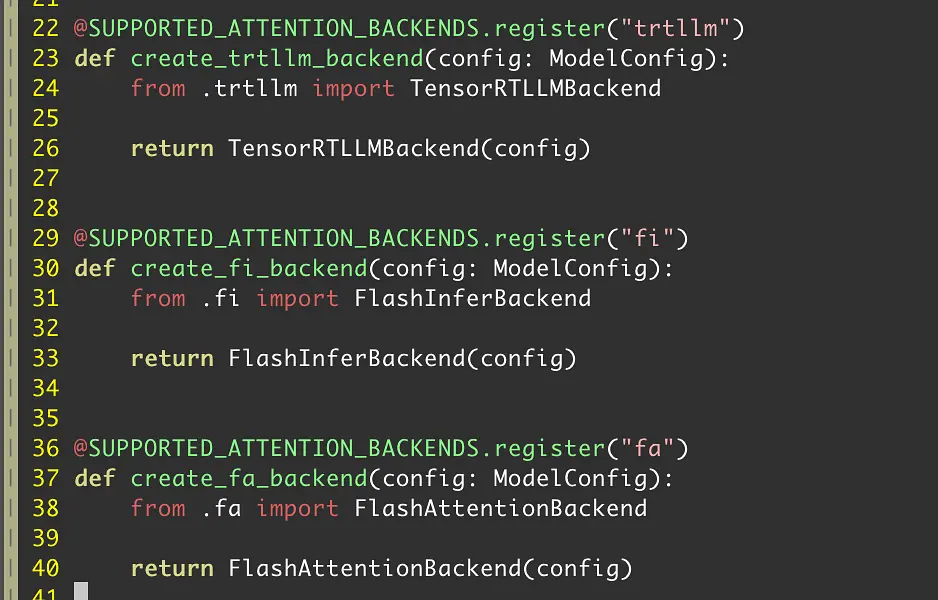 21
22 @SUPPORTED_ATTENTION_BACKENDS.register("trtllm")
23 def create_trtllm_backend(config: ModelConfig):
24     from .trtllm import TensorRTLLMBackend
25
26     return TensorRTLLMBackend(config)
27
28
29 @SUPPORTED_ATTENTION_BACKENDS.register("fi")
30 def create_fi_backend(config: ModelConfig):
31     from .fi import FlashInferBackend
32
33     return FlashInferBackend(config)
34
35
36 @SUPPORTED_ATTENTION_BACKENDS.register("fa")
37 def create_fa_backend(config: ModelConfig):
38     from .fa import FlashAttentionBackend
39
40     return FlashAttentionBackend(config)
41